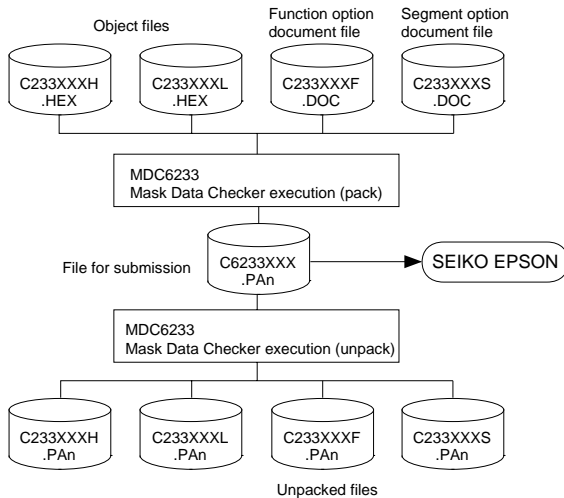 Object files
Function option
document file
Segment option
document file
C233XXXH
.HEX
C233XXXL
.HEX
C233XXXF
.DOC
C233XXXS
.DOC
MDC6233
Mask Data Checker execution (pack)
File for submission
C6233XXX
.PAn
SEIKO EPSON
MDC6233
Mask Data Checker execution (unpack)
C233XXXH
.PAn
C233XXXL
.PAn
C233XXXF
.PAn
C233XXXS
.PAn
Unpacked files